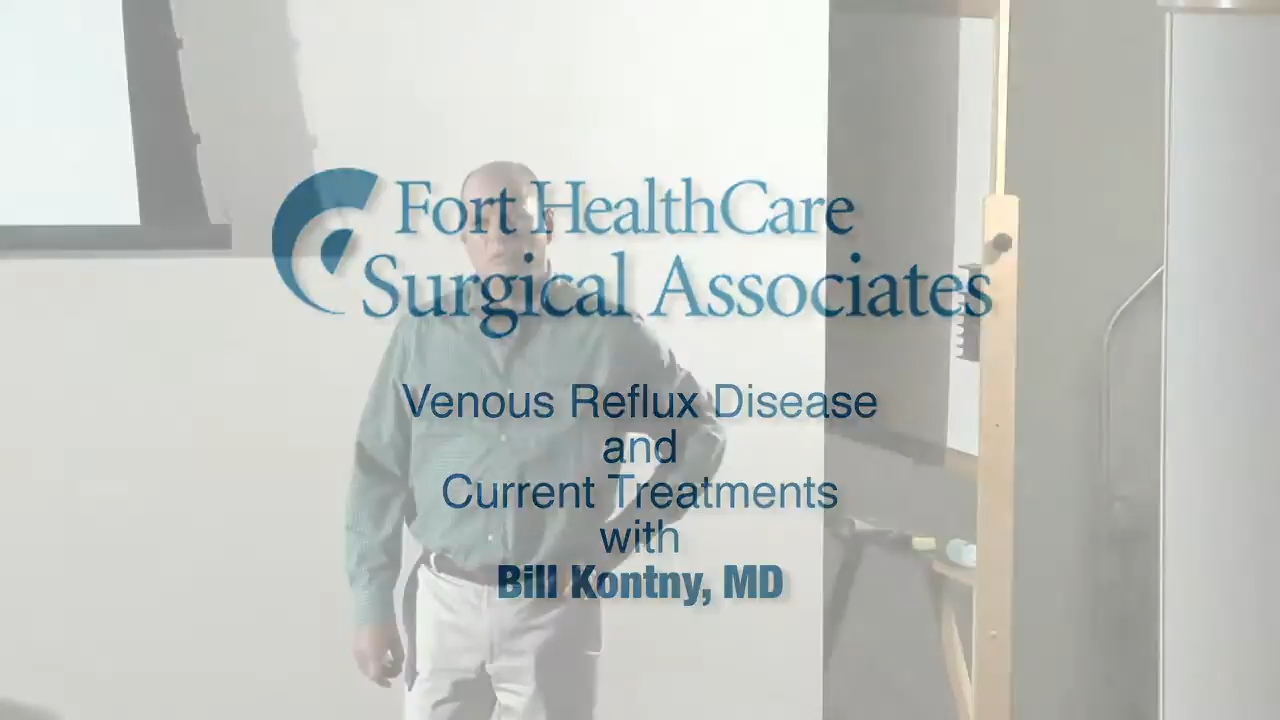 Fort HealthCare
Surgical Associates
Venous Reflux Disease
and
Current Treatments
with
Bill Kontny, MD